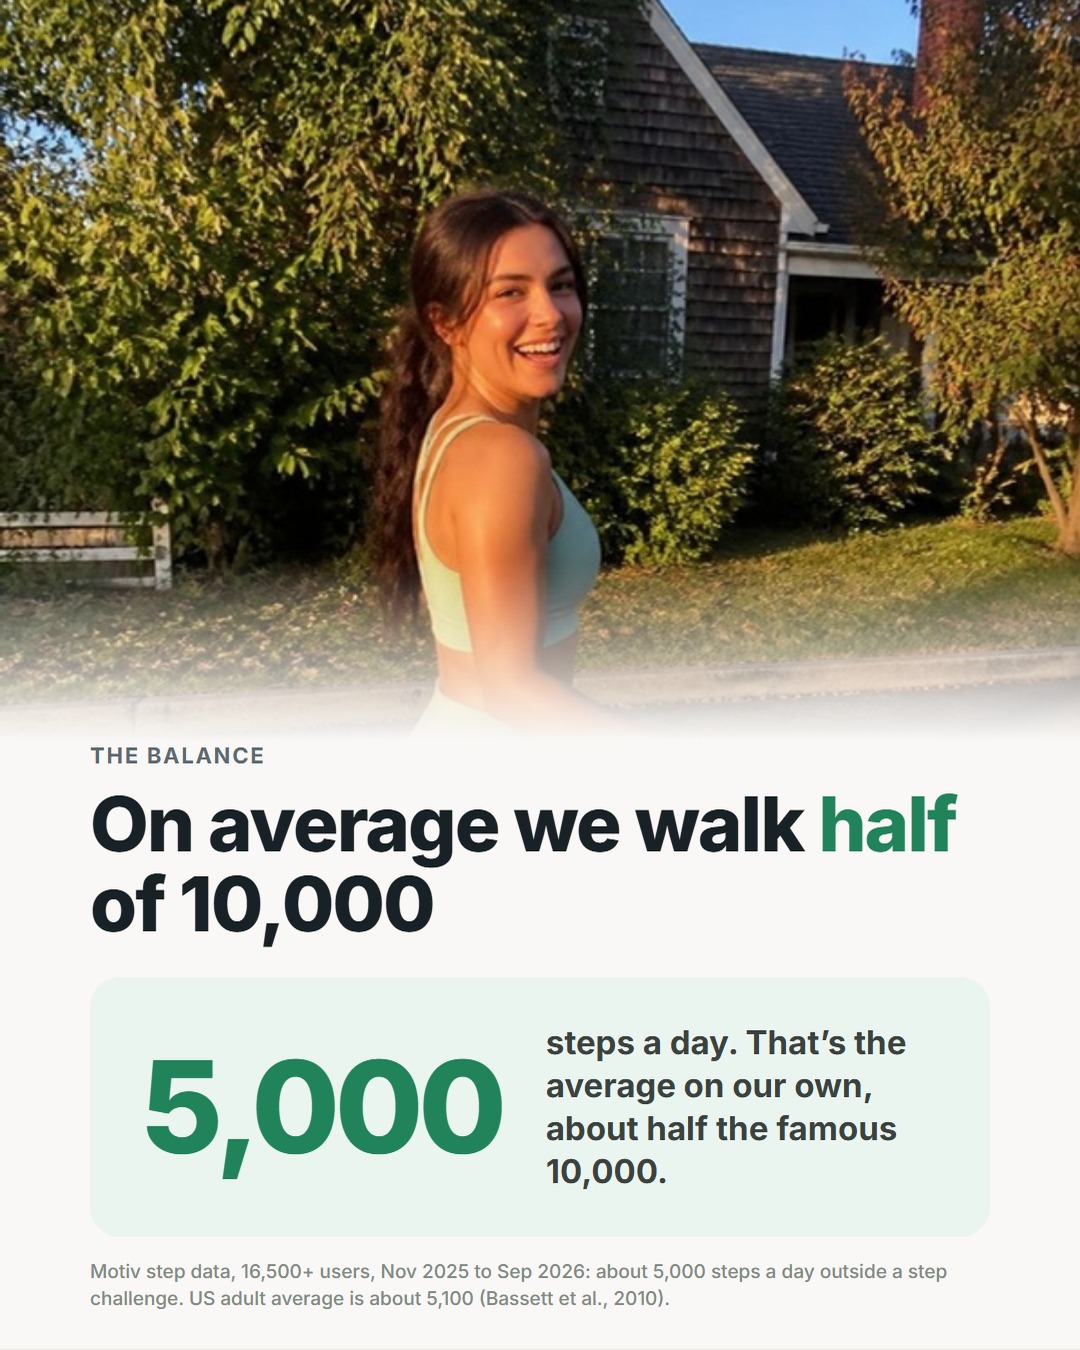 THE BALANCE
On average we walk half
of 10,000
5,000
steps a day. That’s the
average on our own,
about half the famous
10,000.
Motiv step data, 16,500+ users, Nov 2025 to Sep 2026: about 5,000 steps a day outside a step
challenge. US adult average is about 5,100 (Bassett et al., 2010).